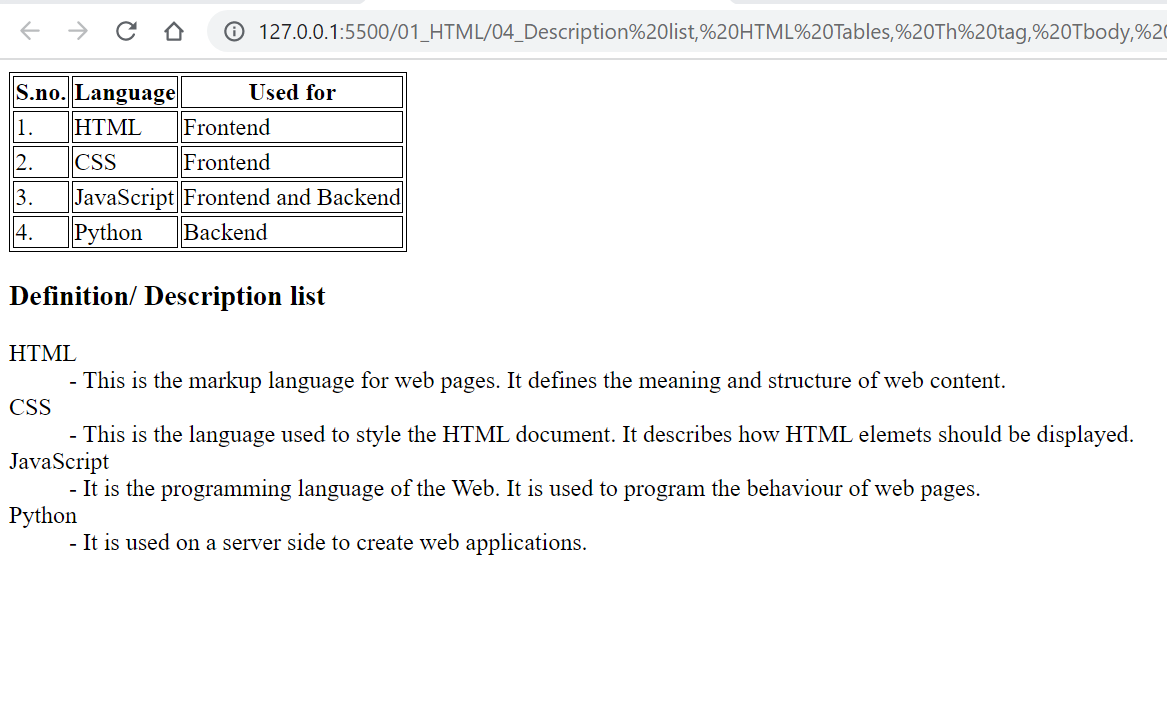 127.0.0.1:5500/01_HTML/04_Description%20list,%20HTML%20Tables,%20Th%20tag,%20Tbody,%20
S.no. Language Used for
1. HTML Frontend
2. CSS Frontend
3. JavaScript Frontend and Backend
4. Python Backend
Definition/ Description list
HTML
- This is the markup language for web pages. It defines the meaning and structure of web content.
CSS
- This is the language used to style the HTML document. It describes how HTML elemets should be displayed.
JavaScript
- It is the programming language of the Web. It is used to program the behaviour of web pages.
Python
- It is used on a server side to create web applications.